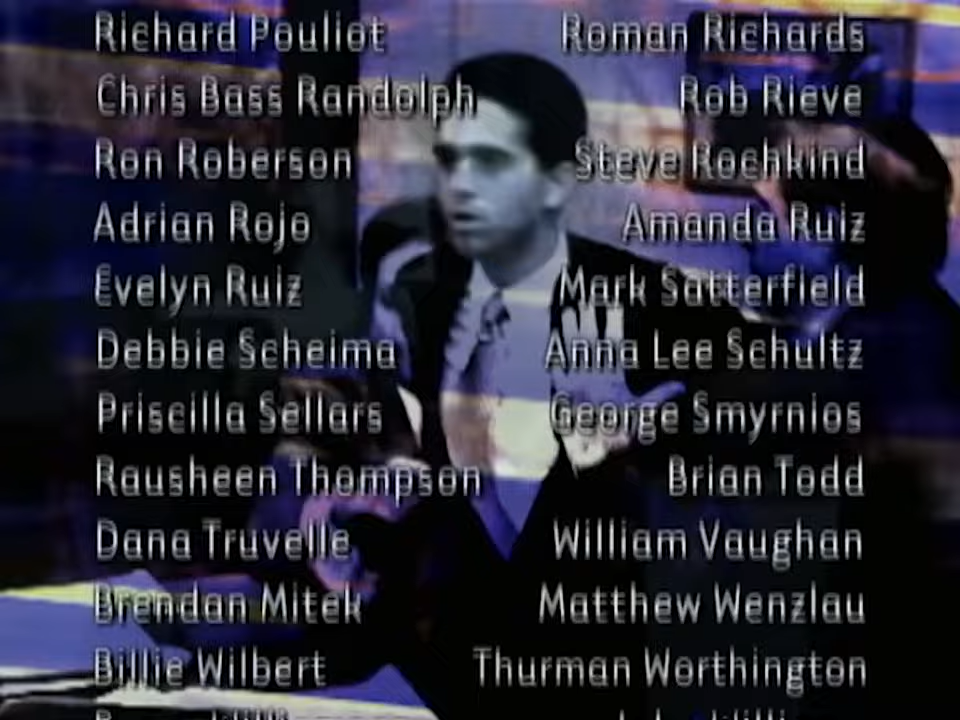 Richard Pouliot Roman Richards
Chris Bass Randolph Rob Rieve
Ron Roberson Steve Rochkind
Adrian Rojo Amanda Ruiz
Evelyn Ruiz Mark Satterfield
Debbie Scheima Anna Lee Schultz
Priscilla Sellars George Smyrnios
Rausheen Thompson Brian Todd
Dana Truvelle William Vaughan
Brendan Mitek Matthew Wenzlau
Billie Wilbert Thurman Worthington